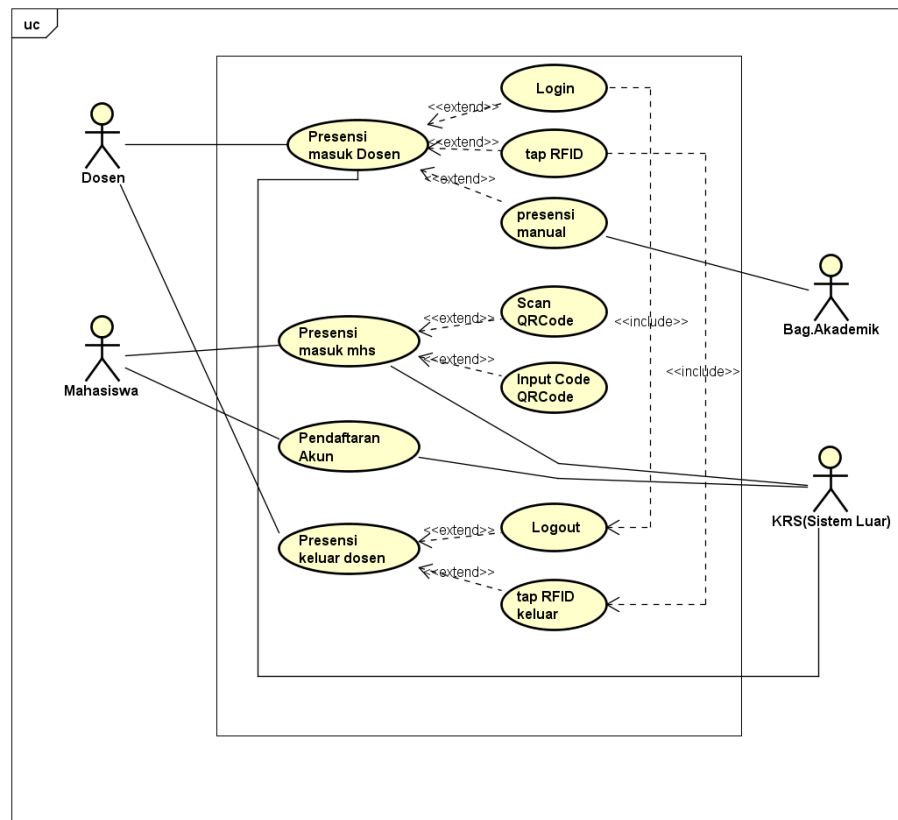 uc
Login
<<extend>>
Presensi
masuk Dosen
<<extend>>
tap RFID
Dosen
<<extend>>
presensi
manual
Scan
QRCode
<<extend>>
<<include>>
Bag.Akademik
Presensi
masuk mhs
<<extend>>
Input Code
QRCode
<<include>>
Mahasiswa
Pendaftaran
Akun
KRS(Sistem Luar)
<<extend>>
Logout
Presensi
keluar dosen
<<extend>>
tap RFID
keluar